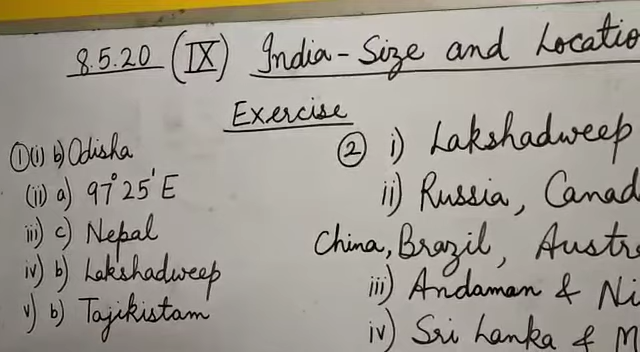 8.5.20 (IX) India - Size and
Exercise
①(i) b) Odisha
(ii) a) 97°25'E
iii) c) Nepal
iv) b) Lakshadweep
v) b) Tajikistam
② i) Lakshadweep
ii) Russia,
China, Brazil,
iii) Andaman &
iv) Sri Lanka &